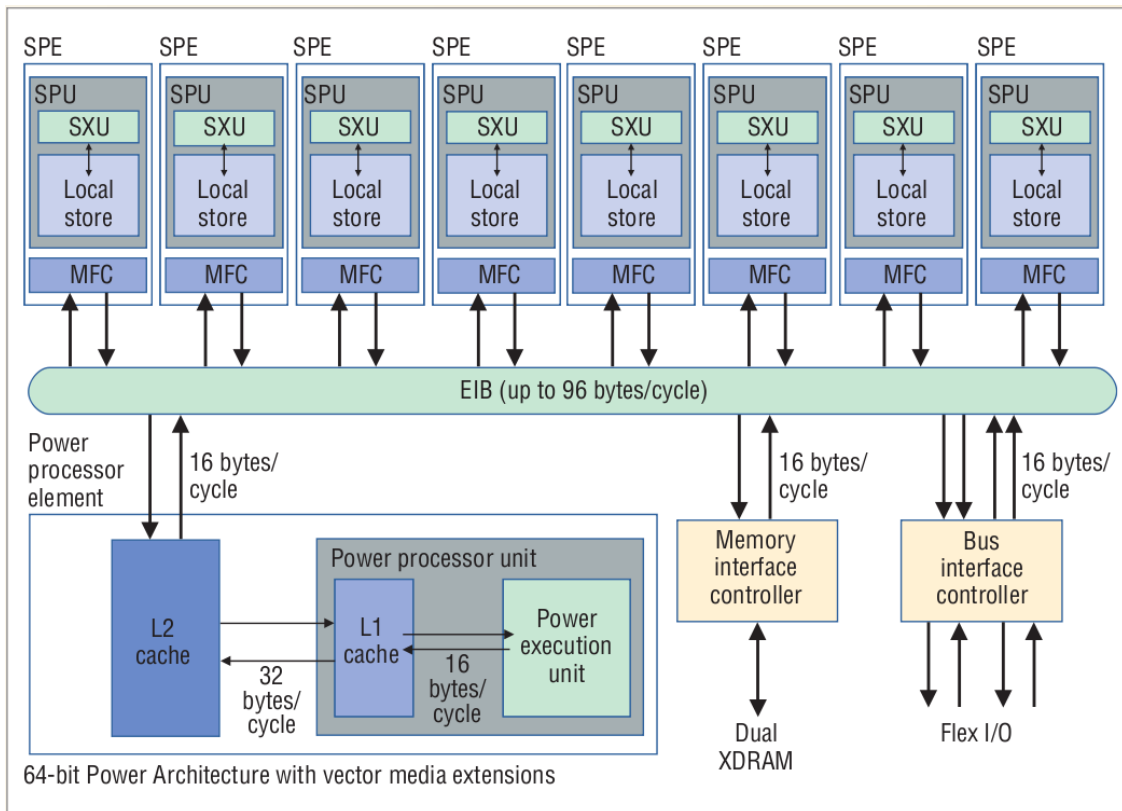 SPE SPE SPE SPE SPE SPE SPE SPE
SPU SPU SPU SPU SPU SPU SPU SPU
SXU SXU SXU SXU SXU SXU SXU SXU
Local Local Local Local Local Local Local Local
store store store store store store store store
MFC MFC MFC MFC MFC MFC MFC MFC
EIB (up to 96 bytes/cycle)
Power
processor
element
16 bytes/
cycle
16 bytes/
cycle
16 bytes/
cycle
L2
cache
Power processor unit
L1
cache
Power
execution
unit
32
bytes/
cycle
16
bytes/
cycle
Memory
interface
controller
Bus
interface
controller
Dual
XDRAM
Flex I/O
64-bit Power Architecture with vector media extensions